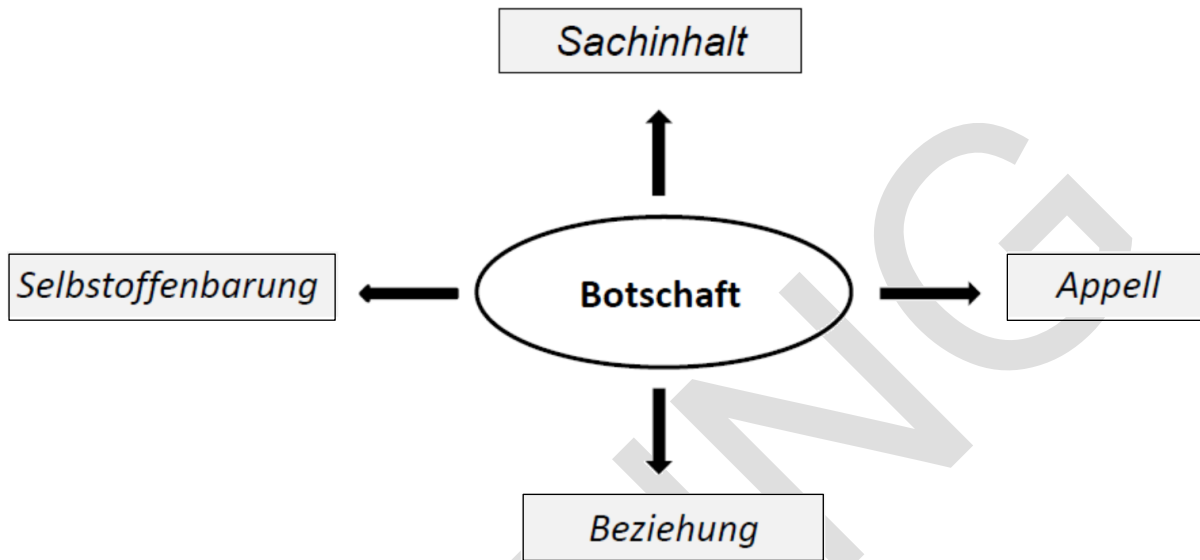 Sachinhalt
Selbstoffenbarung
Botschaft
Appell
Beziehung